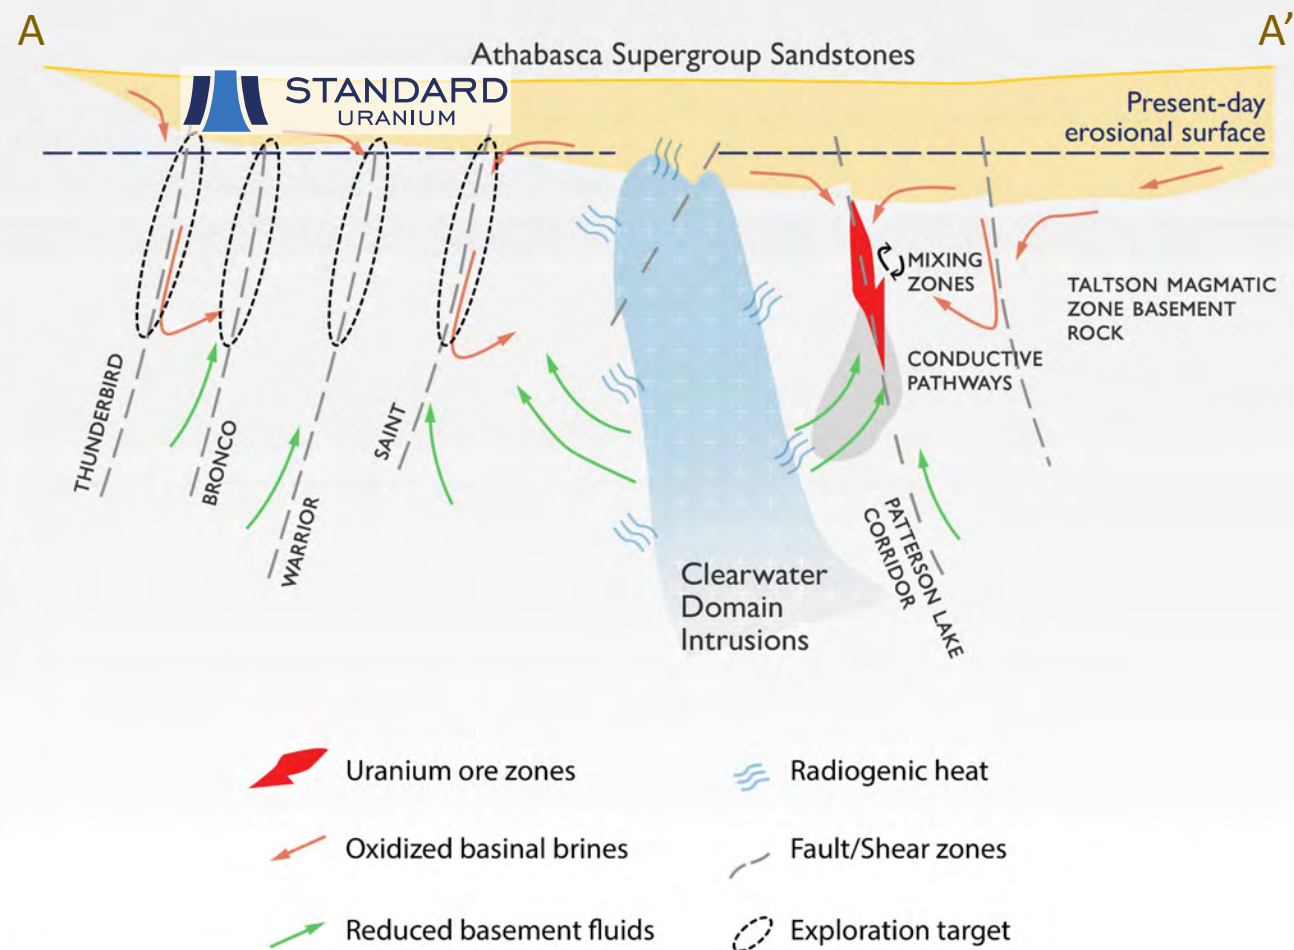 A
A’
Athabasca Supergroup Sandstones
STANDARD
URANIUM
Present-day
erosional surface
MIXING
ZONES
TALTSON MAGMATIC
ZONE BASEMENT
ROCK
CONDUCTIVE
PATHWAYS
THUNDERBIRD
BRONCO
WARRIOR
SAINT
PATTERSON LAKE
CORRIDOR
Clearwater
Domain
Intrusions
Uranium ore zones
Radiogenic heat
Oxidized basinal brines
Fault/Shear zones
Reduced basement fluids
Exploration target